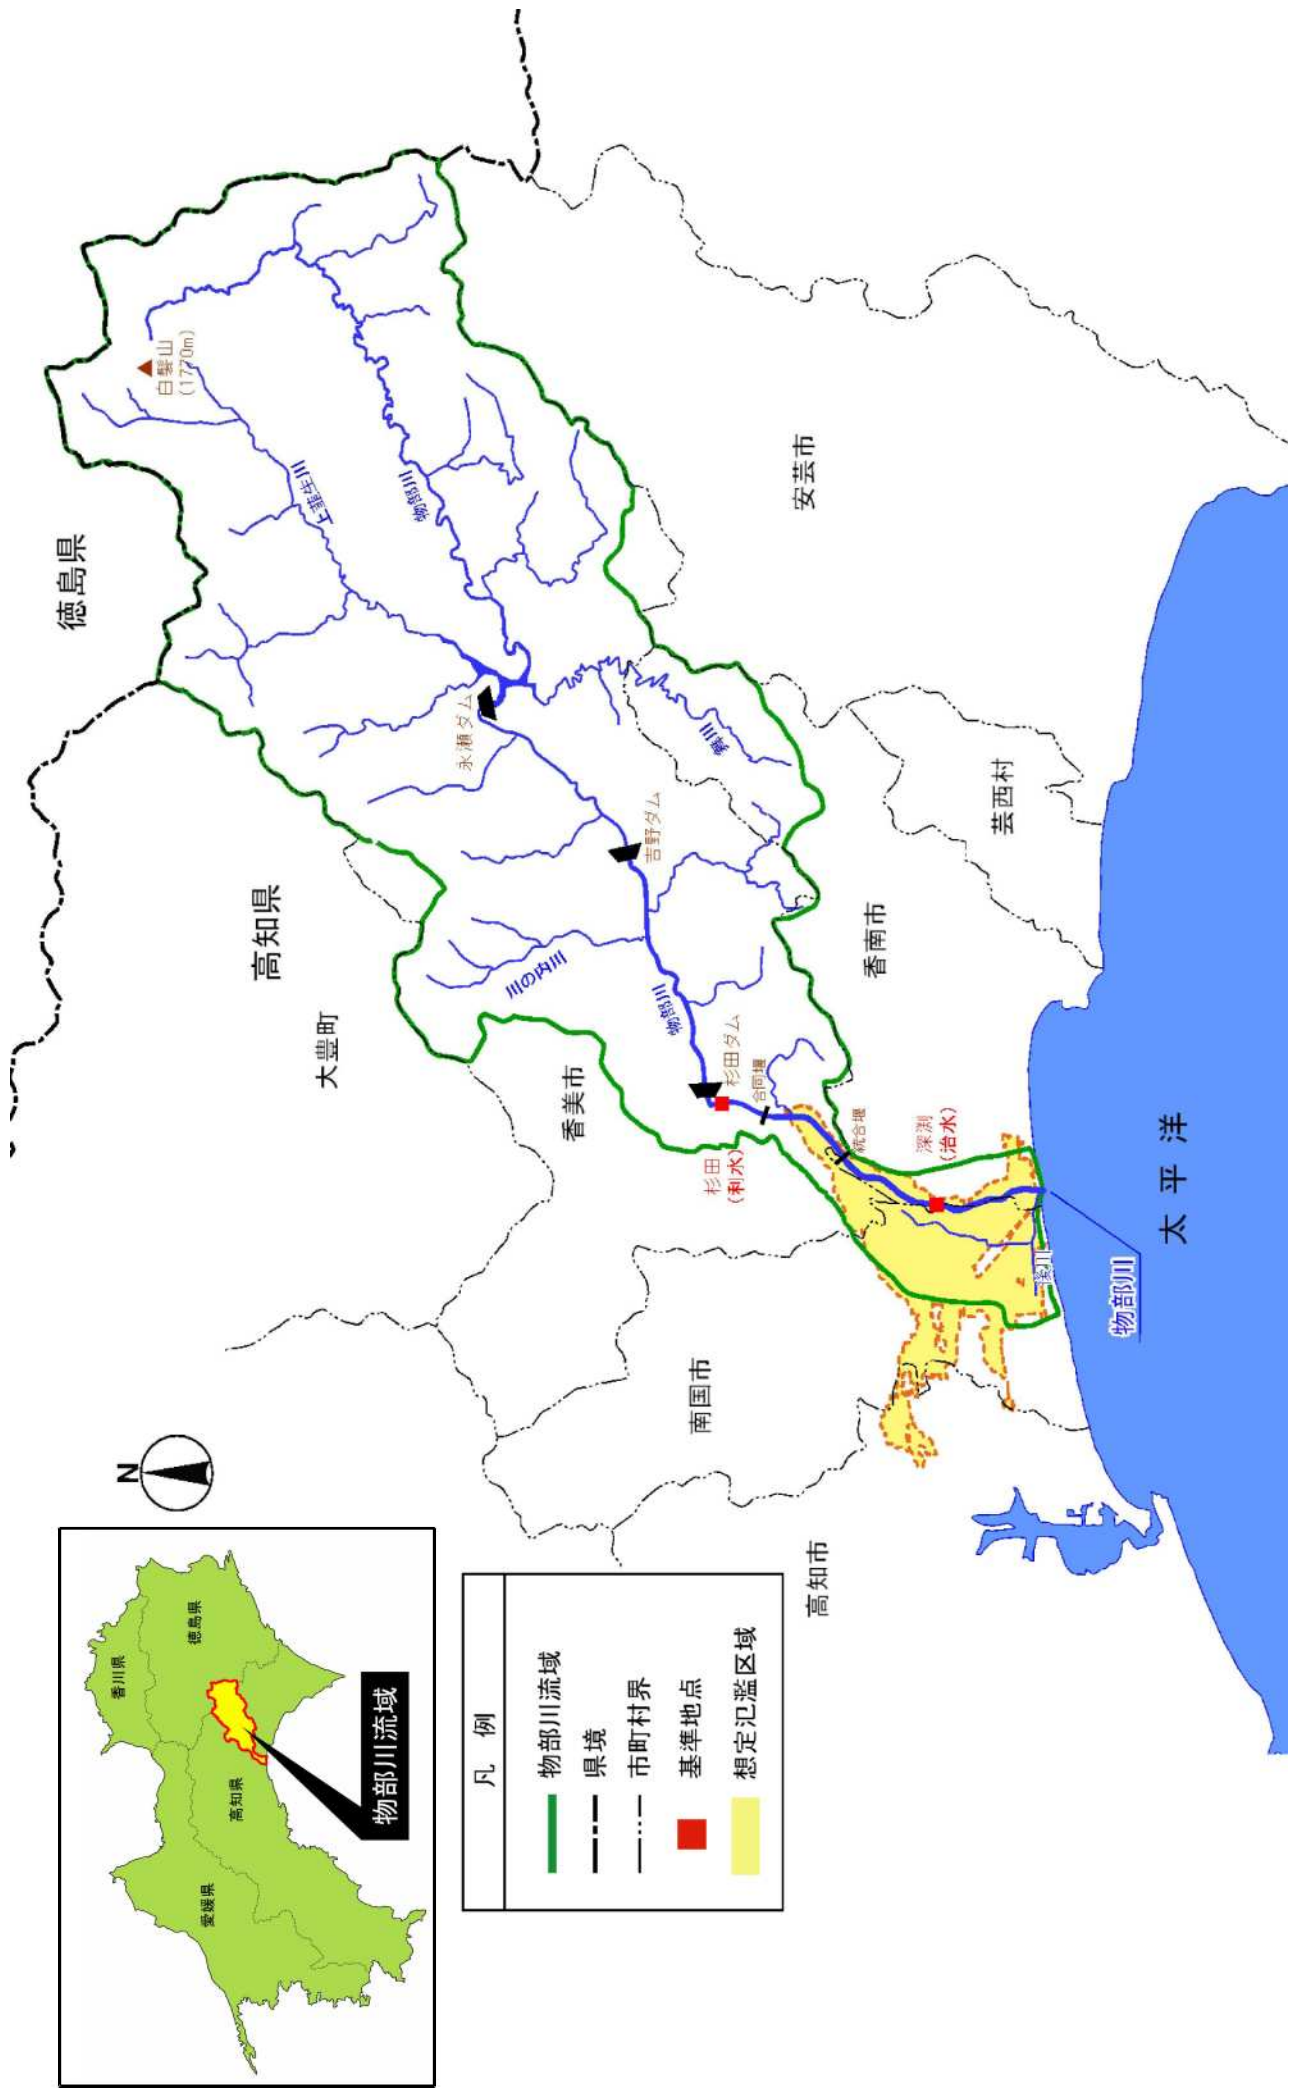 香川県
徳島県
高知県
愛媛県
物部川流域
N
凡 例
物部川流域
県境
市町村界
基準地点
想定氾濫区域
徳島県
高知県
大豊町
香美市
南国市
高知市
香南市
芸西村
安芸市
白髪山
(1770m)
上韮生川
物部川
永瀬ダム
舞川
吉野ダム
川の内川
物部川
杉田ダム
杉田
(利水)
合同堰
統合堰
深渕
(治水)
物部川
太平洋